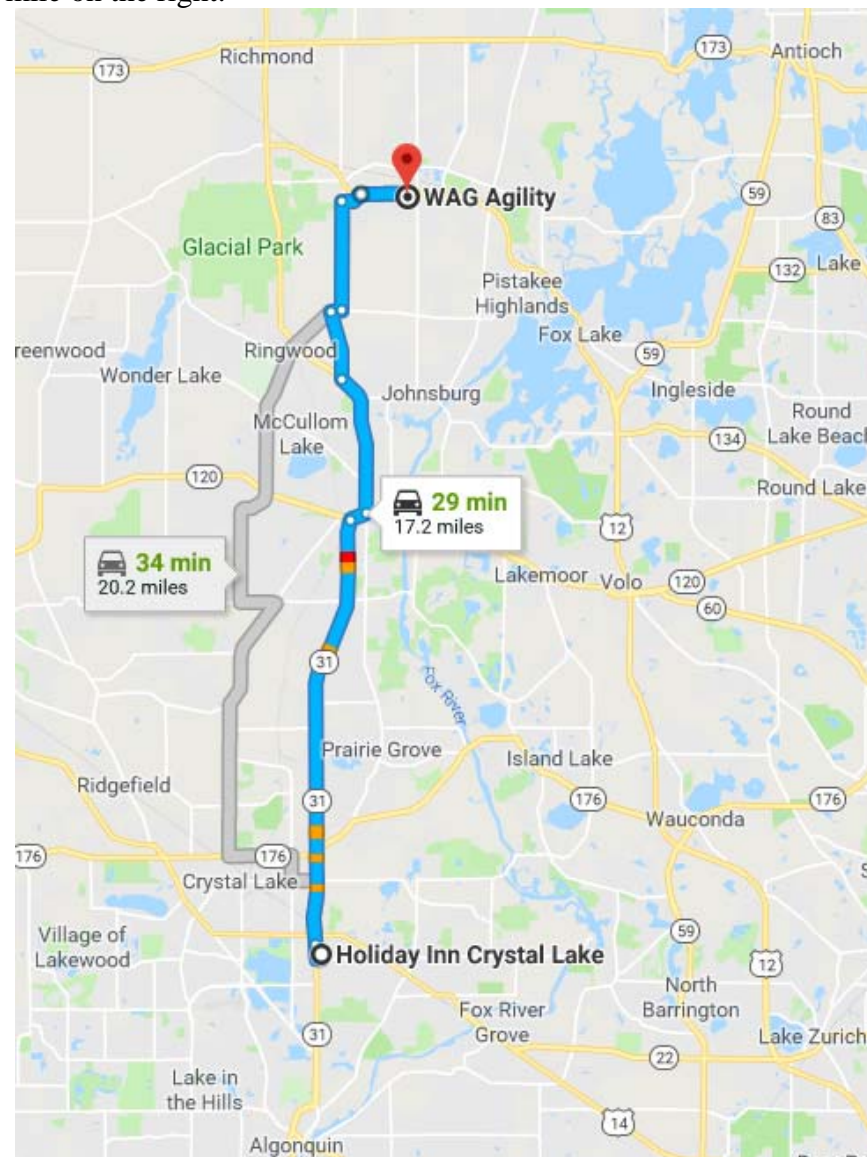 mile on the right.
173
Richmond
173
Antioch
WAG Agility
59
83
Glacial Park
132
Lake
Pistakee
Highlands
Fox Lake
reenwood
Ringwood
59
Wonder Lake
Johnsburg
Ingleside
McCullom
Lake
Round
Lake Beac
134
120
29 min
17.2 miles
Round Lake
12
34 min
20.2 miles
Lakemoor
Volo
120
60
31
Fox River
Prairie Grove
Island Lake
Ridgefield
31
176
176
Wauconda
176
176
Crystal Lake
Village of
Lakewood
59
Holiday Inn Crystal Lake
12
North
Barrington
Fox River
Grove
31
Lake Zurich
22
Lake in
the Hills
14
Algonquin